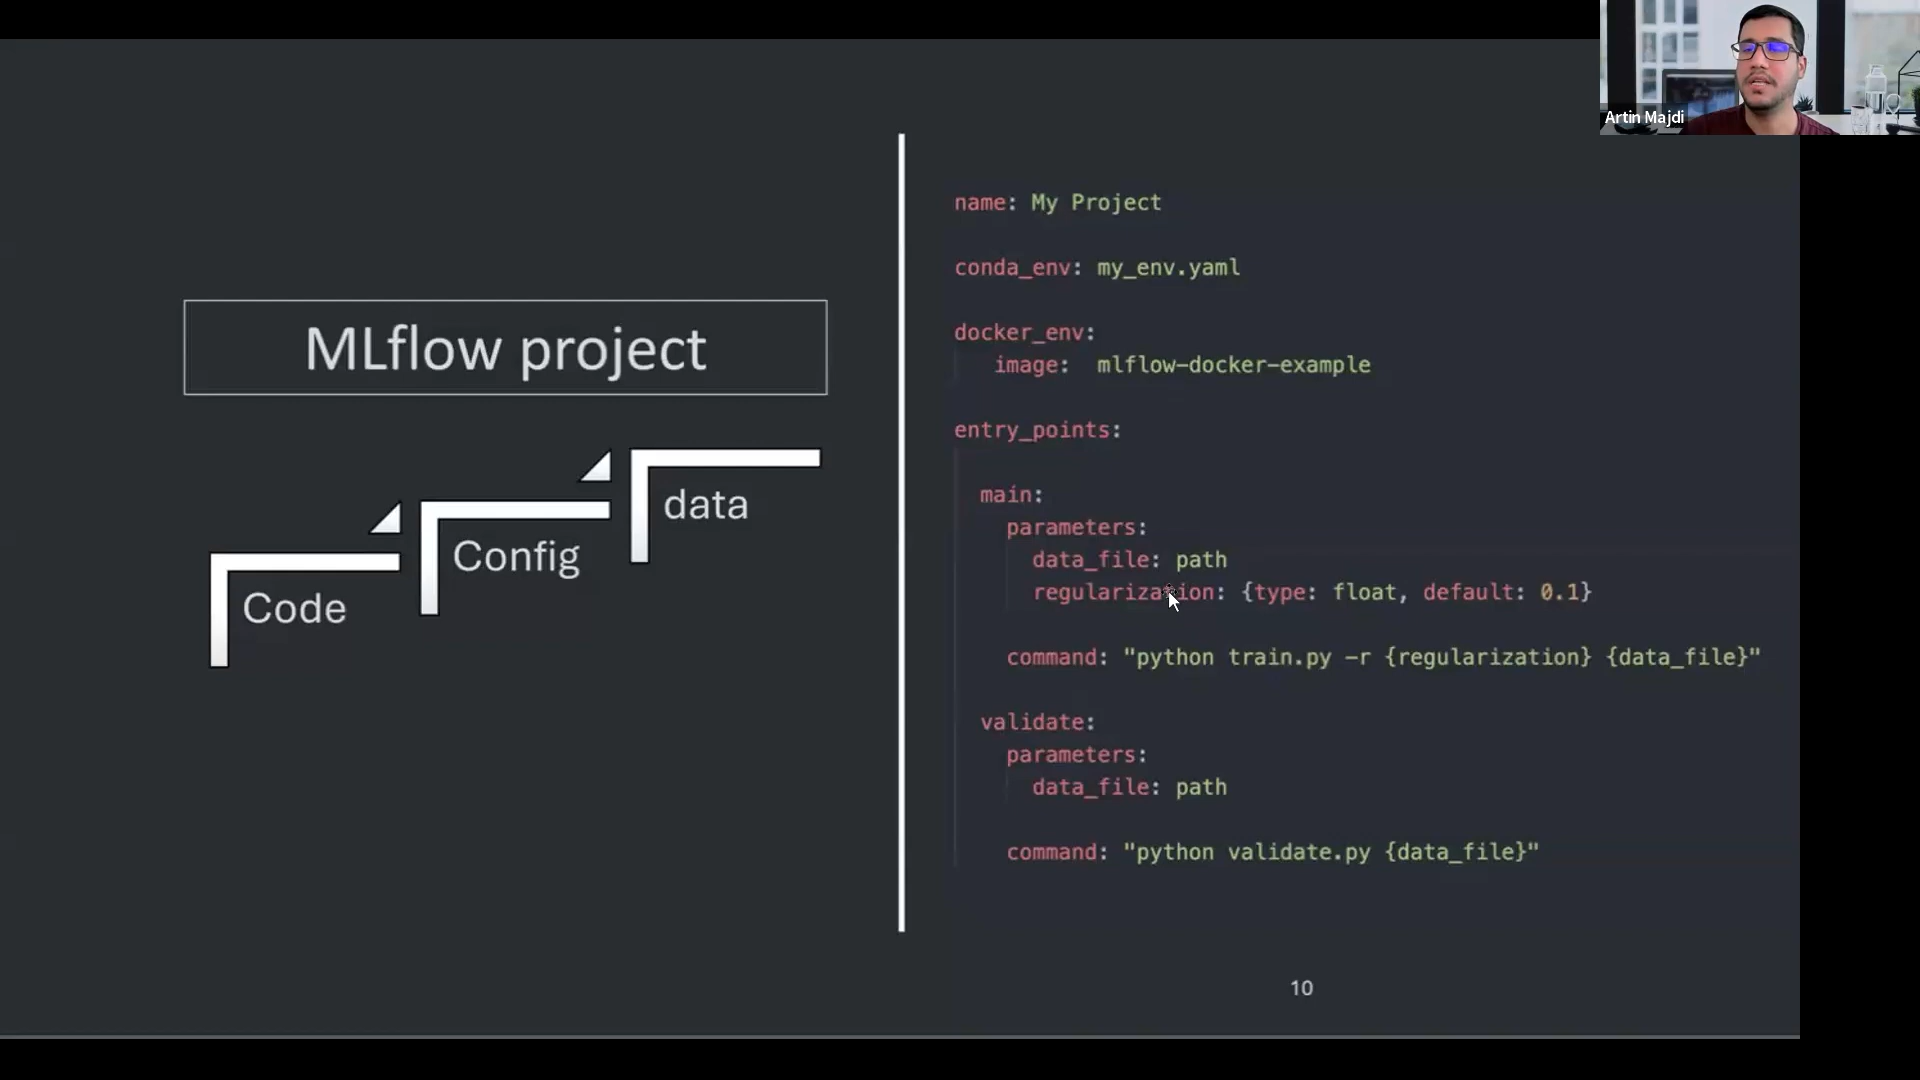 Artin Majdi
MLflow project
Code
Config
data
name: My Project
conda_env: my_env.yaml
docker_env:
image: mlflow-docker-example
entry_points:
main:
parameters:
data_file: path
regularization: {type: float, default: 0.1}
command: "python train.py -r {regularization} {data_file}"
validate:
parameters:
data_file: path
command: "python validate.py {data_file}"
10